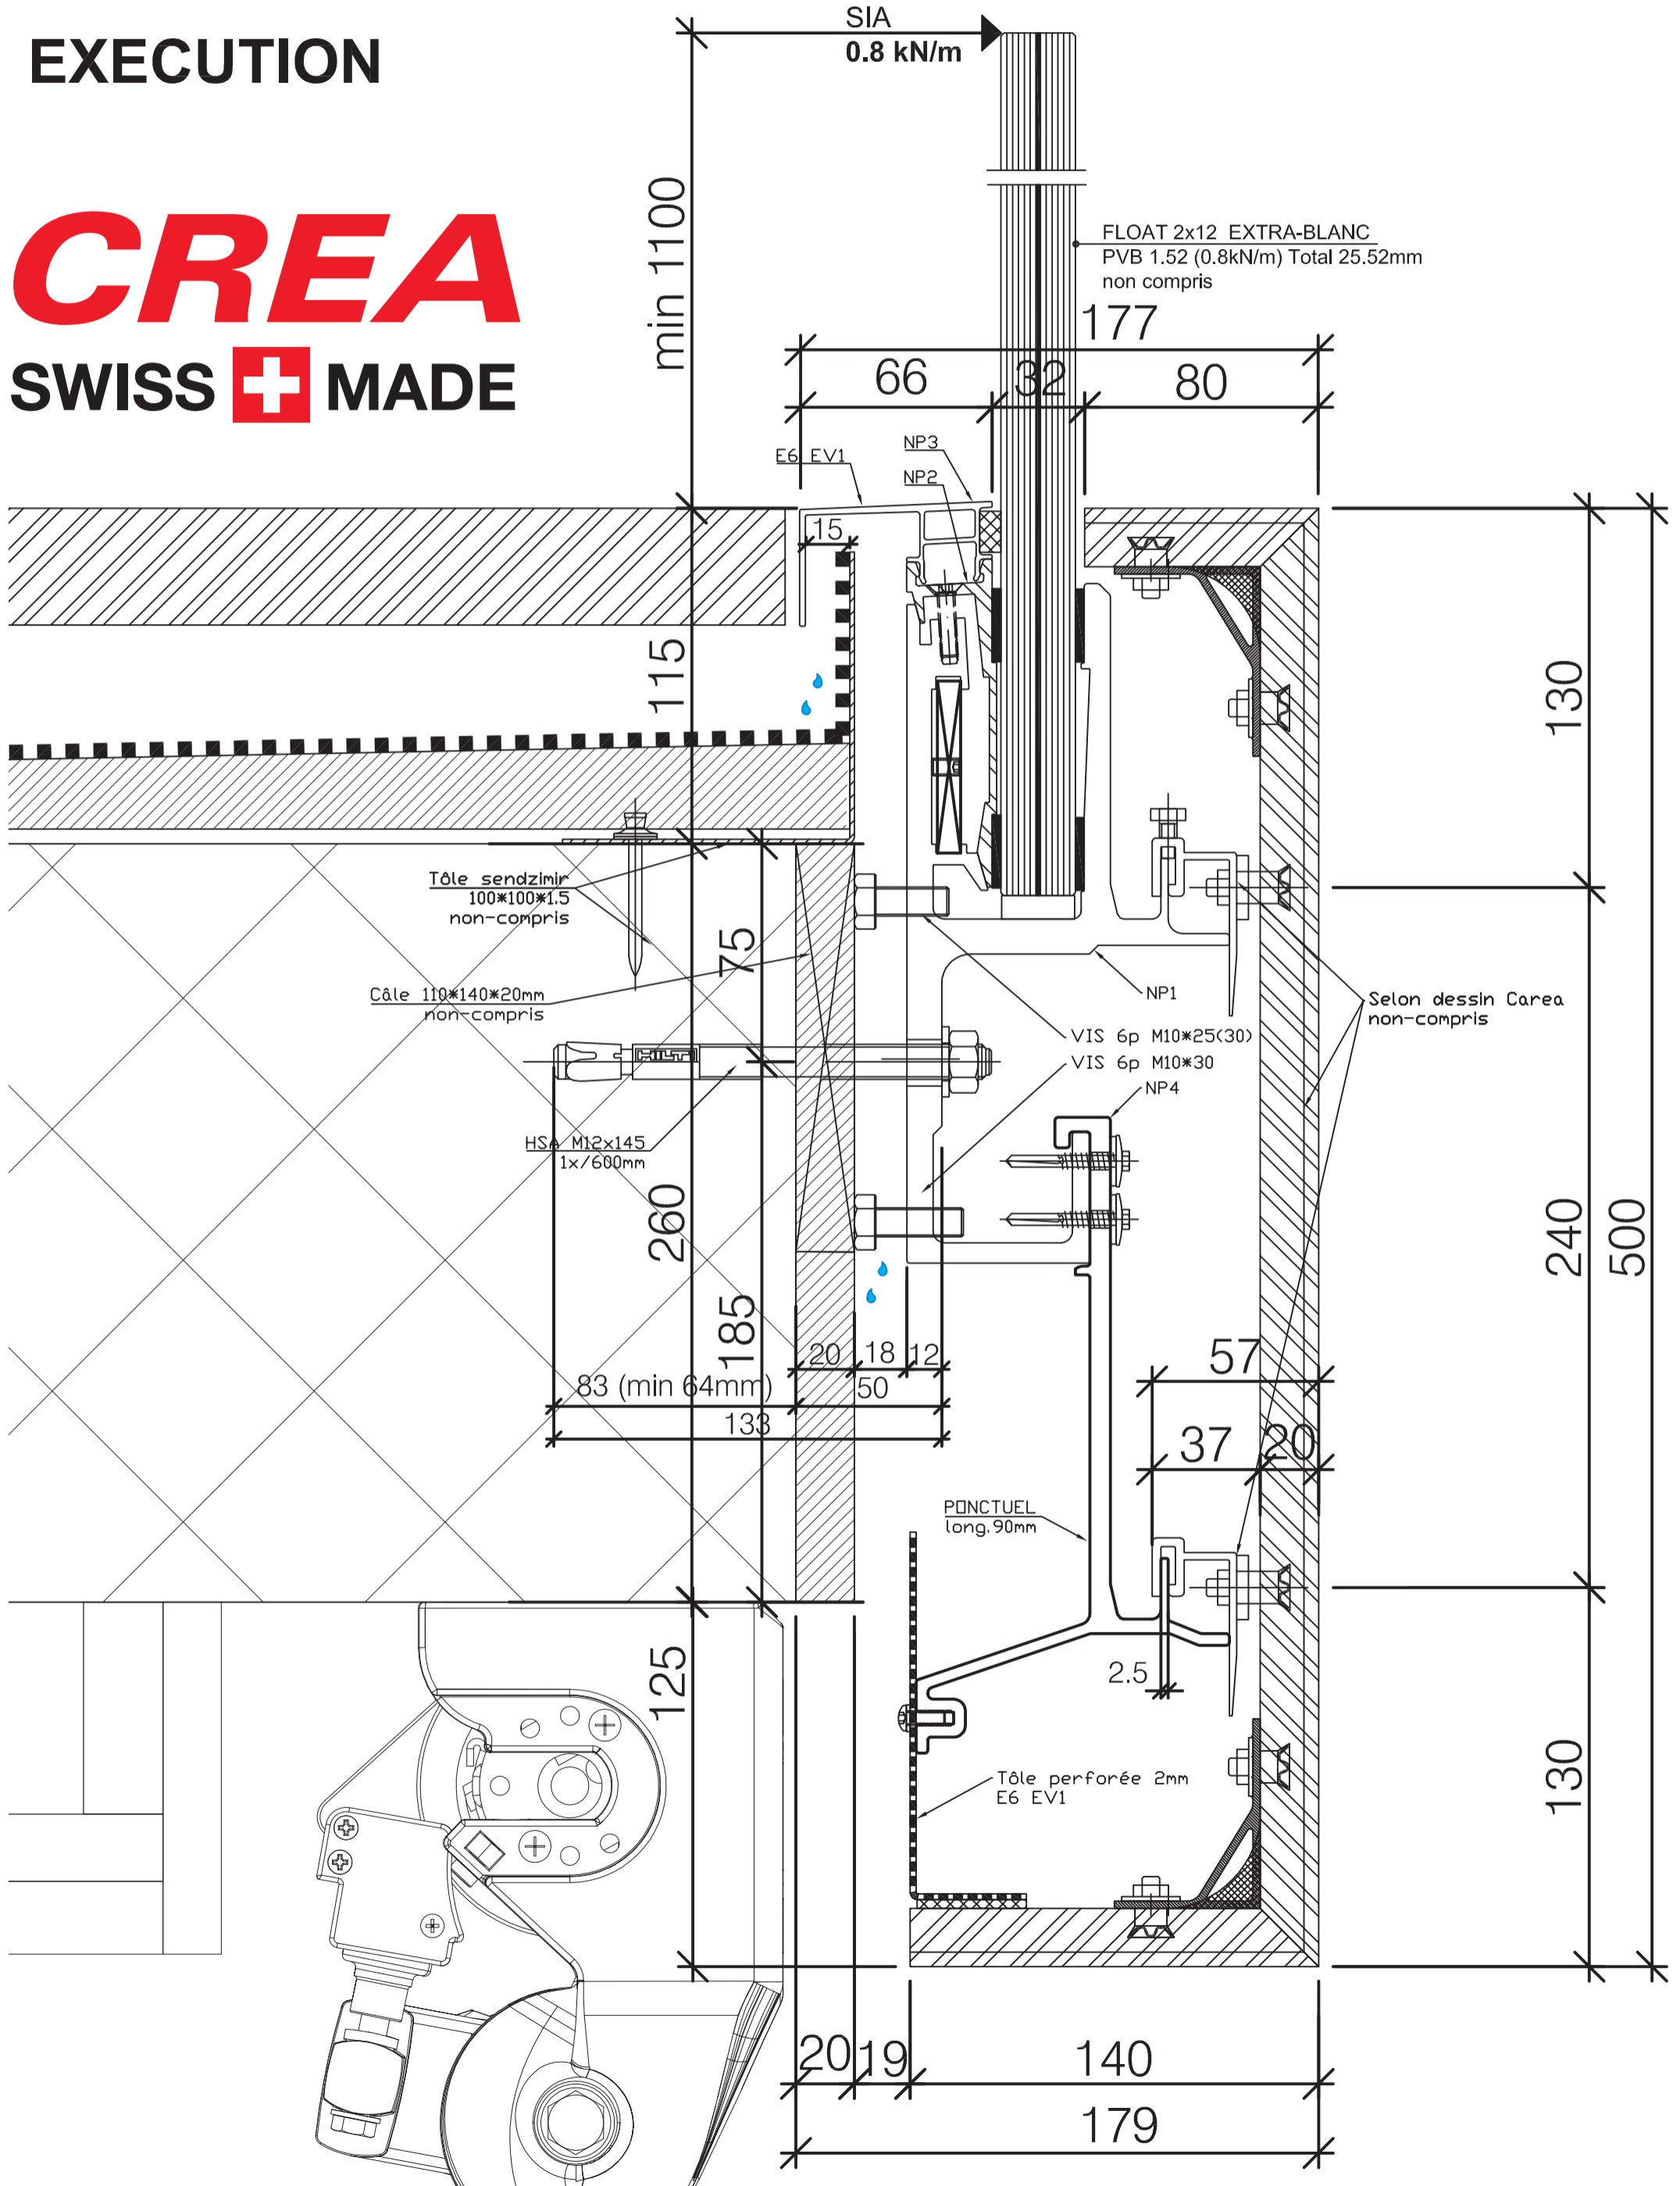 EXECUTION
SIA
0.8 kN/m
CREA
SWISS MADE
min 1100
FLOAT 2x12 EXTRA-BLANC
PVB 1.52 (0.8kN/m) Total 25.52mm
non compris
177
66
32
80
E6 EV1
NP3
NP2
15
115
130
Tôle sendzimir
100*100*1.5
non-compris
75
Câle 110*140*20mm
non-compris
NP1
Selon dessin Carea
non-compris
VIS 6p M10*25(30)
VIS 6p M10*30
NP4
HILTI
HSA M12x145
1x/600mm
260
240
500
185
20
18
12
57
83 (min 64mm)
50
133
37
20
PONCTUEL
long.90mm
125
2.5
130
Tôle perforée 2mm
E6 EV1
20
19
140
179